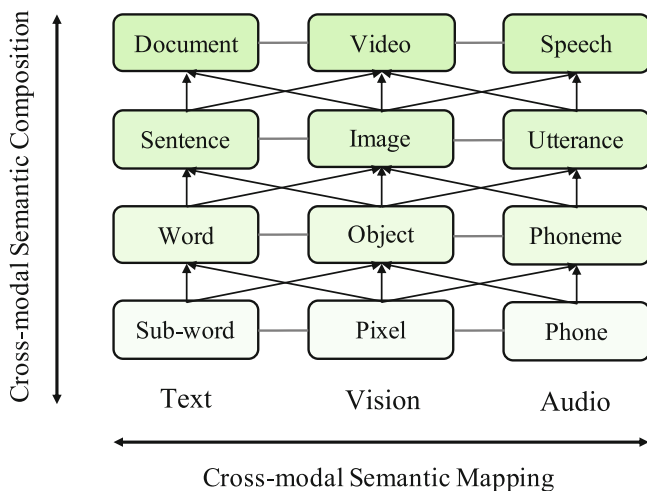 Cross-modal Semantic Composition
Document Video Speech
Sentence Image Utterance
Word Object Phoneme
Sub-word Pixel Phone
Text Vision Audio
Cross-modal Semantic Mapping